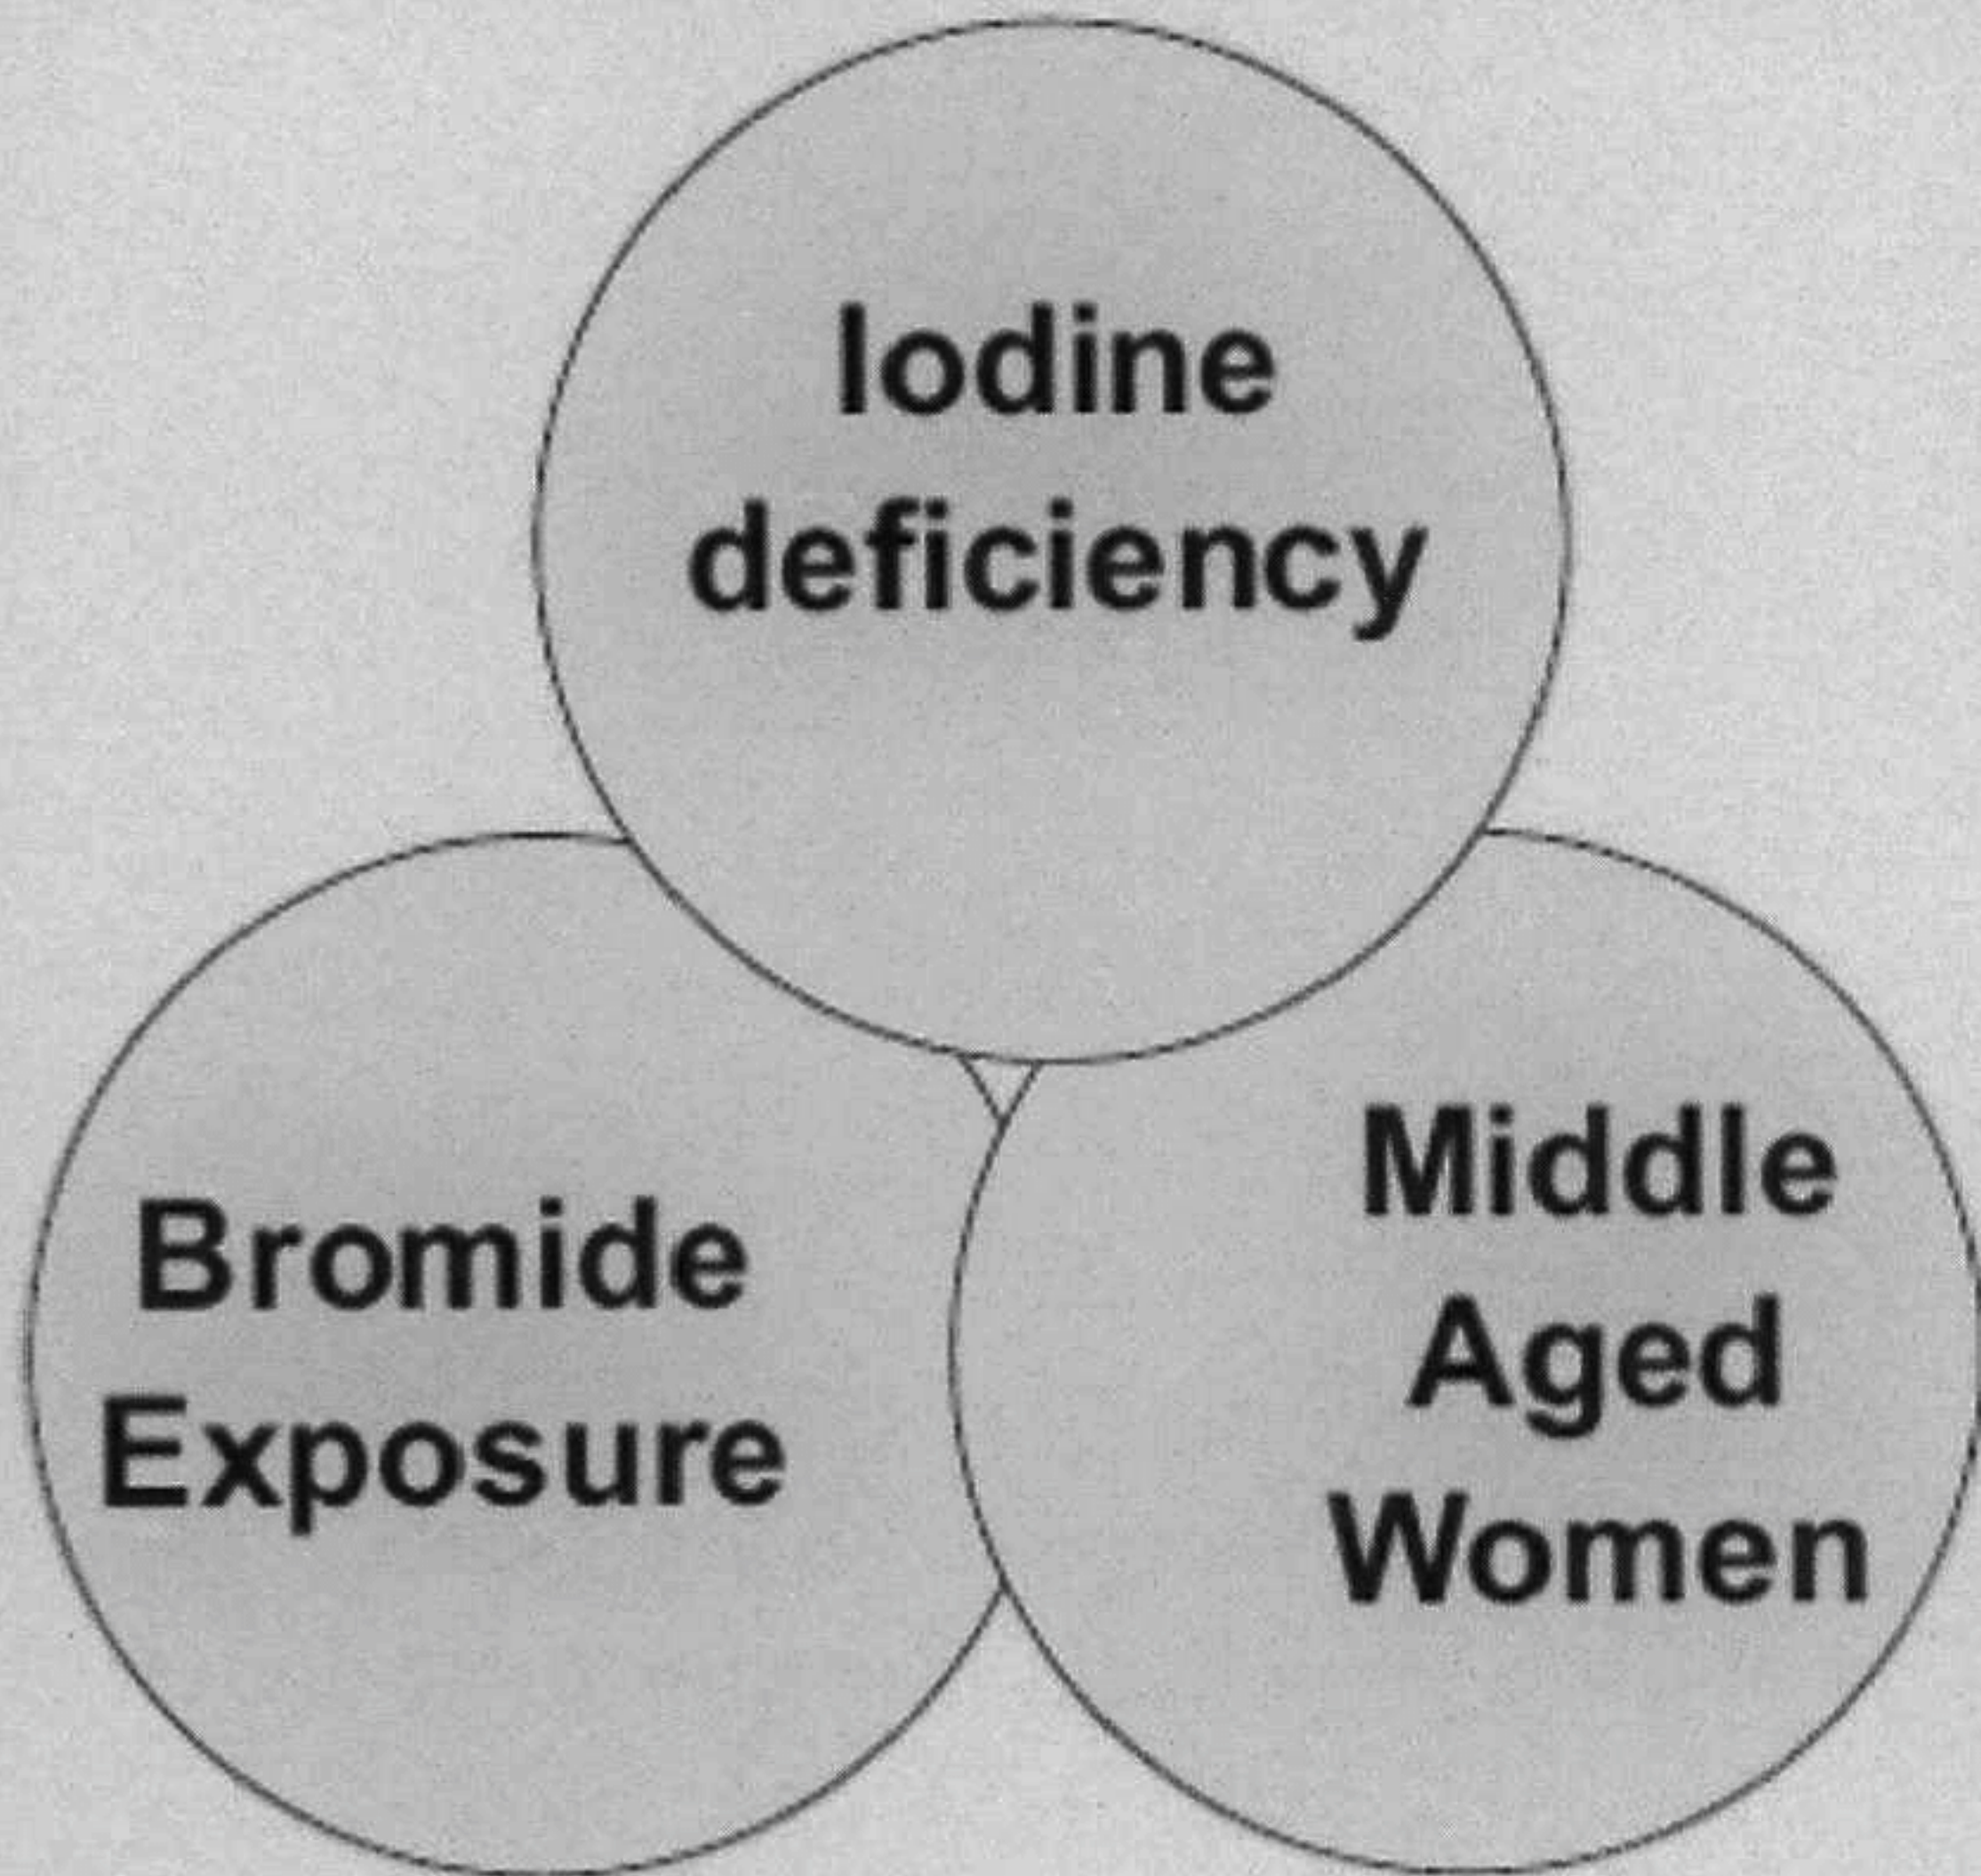 Iodine
deficiency
Bromide
Exposure
Middle
Aged
Women